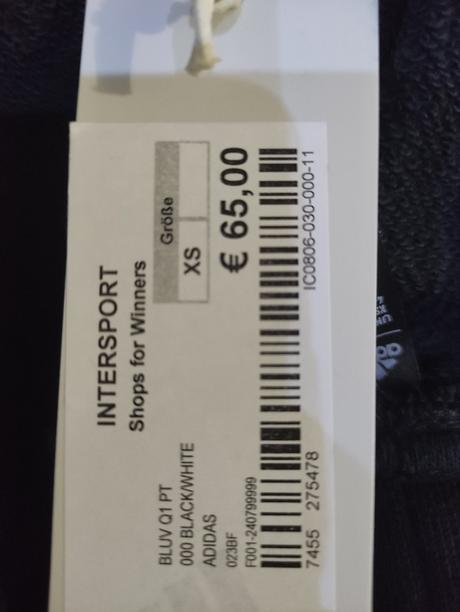 INTERSPORT
Shops for Winners
Größe
XS
€ 65,00
BLUV Q1 PT
000 BLACK/WHITE
ADIDAS
023BF
F001-240799999
7455 275478
IC0806-030-000-11